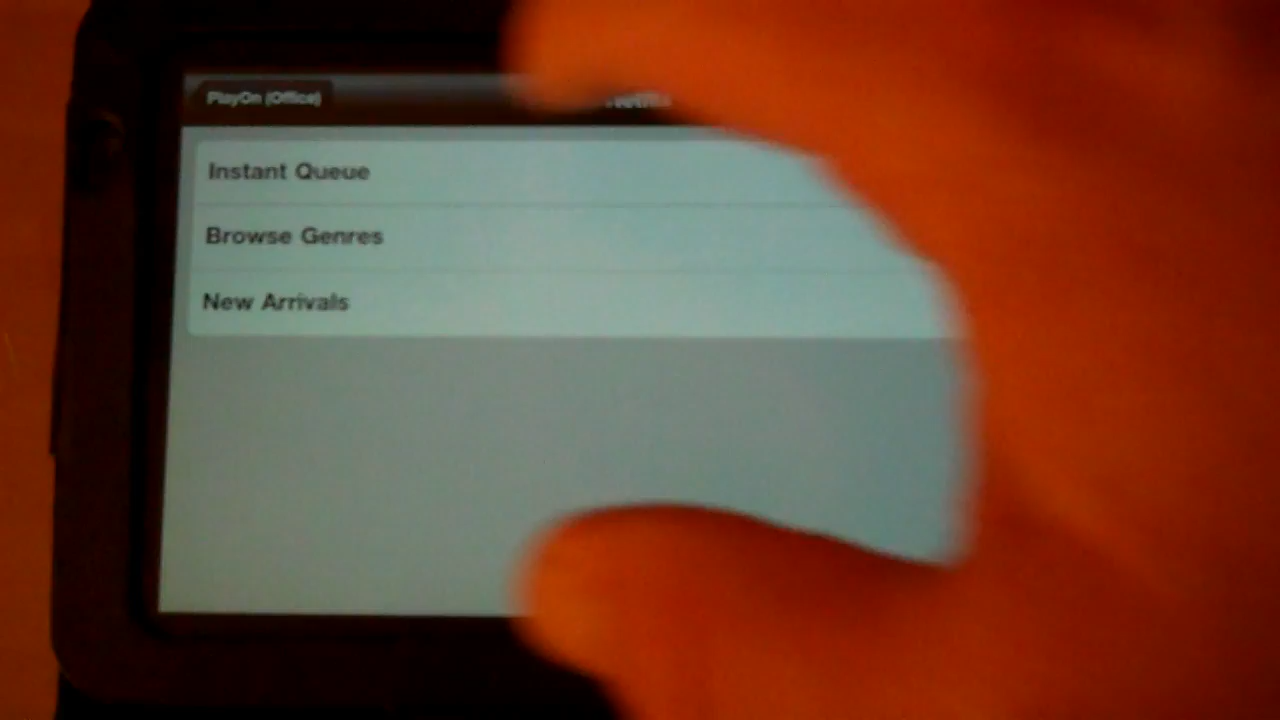 PlayOn (Office)
Instant Queue
Browse Genres
New Arrivals